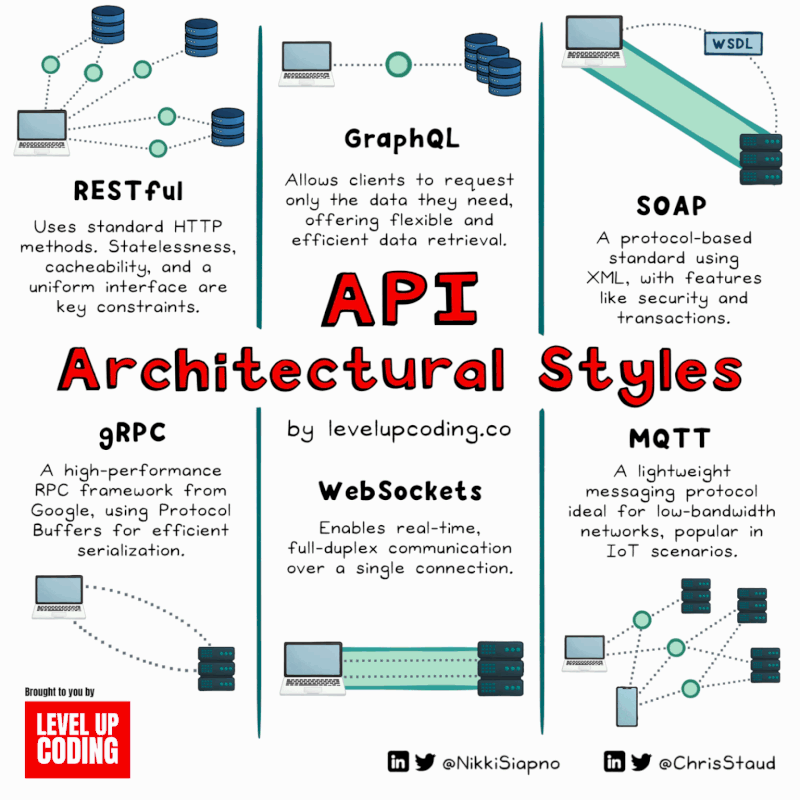 RESTful
Uses standard HTTP
methods. Statelessness,
cacheability, and a
uniform interface are
key constraints.
GraphQL
Allows clients to request
only the data they need,
offering flexible and
efficient data retrieval.
WSDL
SOAP
A protocol-based
standard using
XML, with features
like security and
transactions.
API
Architectural Styles
by levelupcoding.co
gRPC
A high-performance
RPC framework from
Google, using Protocol
Buffers for efficient
serialization.
WebSockets
Enables real-time,
full-duplex communication
over a single connection.
MQTT
A lightweight
messaging protocol
ideal for low-bandwidth
networks, popular in
IoT scenarios.
Brought to you by
LEVEL UP
CODING
in @NikkiSiapno
in @ChrisStaud